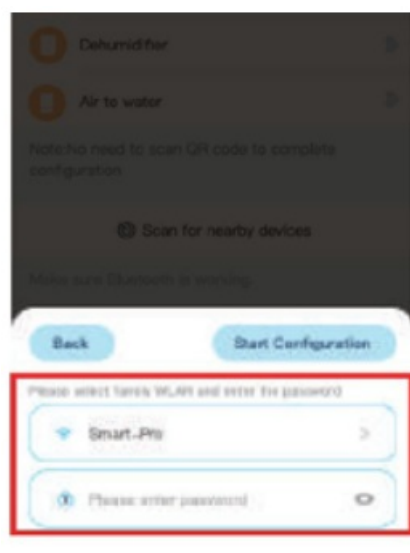 Dehumidifier
Air to water
Note:No need to scan QR code to complete
configuration
Scan for nearby devices
Make sure Bluetooth is working.
Back
Start Configuration
Please select family WLAN and enter the password
Smart-Pro
Please enter password